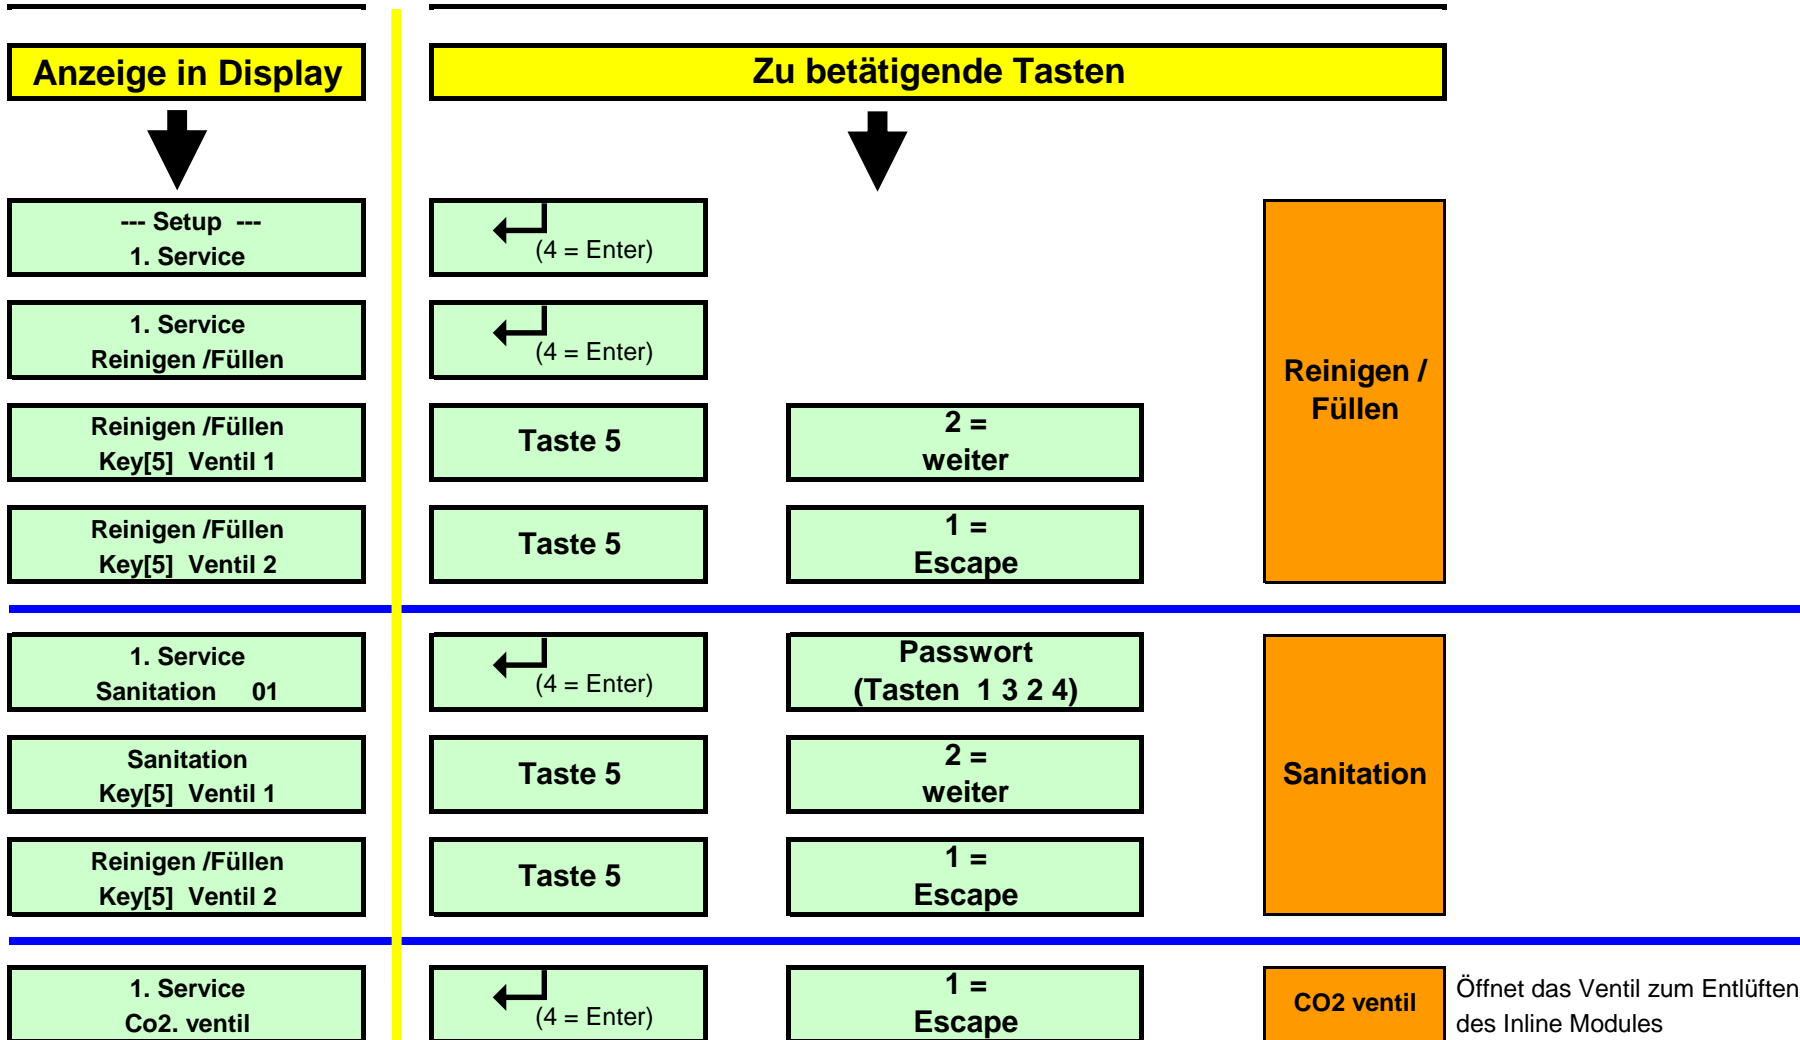 Anzeige in Display
Zu betätigende Tasten
--- Setup ---
1. Service
(4 = Enter)
1. Service
Reinigen /Füllen
(4 = Enter)
Reinigen /
Füllen
Reinigen /Füllen
Key[5] Ventil 1
Taste 5
2 =
weiter
Reinigen /Füllen
Key[5] Ventil 2
Taste 5
1 =
Escape
1. Service
Sanitation 01
(4 = Enter)
Passwort
(Tasten 1 3 2 4)
Sanitation
Key[5] Ventil 1
Taste 5
2 =
weiter
Sanitation
Reinigen /Füllen
Key[5] Ventil 2
Taste 5
1 =
Escape
1. Service
Co2. ventil
(4 = Enter)
1 =
Escape
CO2 ventil
Öffnet das Ventil zum Entlüften
des Inline Modules